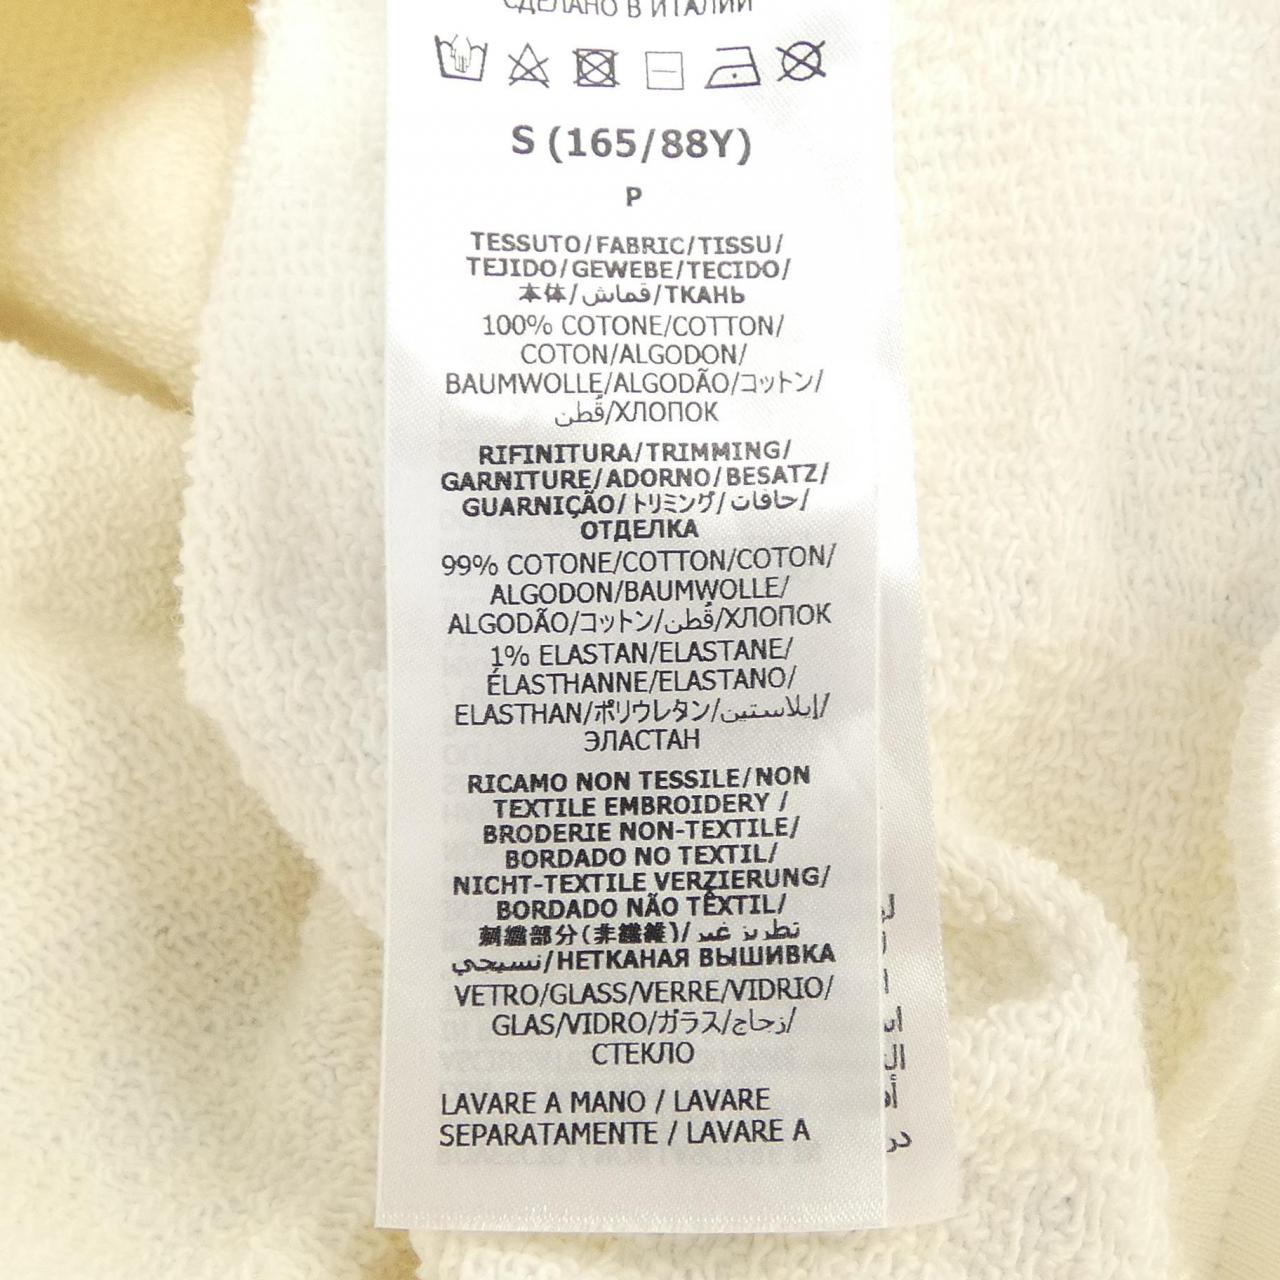 СДЕЛАНО В ИТАЛИИ
S (165/88Y)
P
TESSUTO/FABRIC/TISSU/
TEJIDO/GEWEBE/TECIDO/
本体/قماش/ТКАНЬ
100% COTONE/COTTON/
COTON/ALGODON/
BAUMWOLLE/ALGODÃO/コットン/
قُطن/ХЛОПОК
RIFINITURA/TRIMMING/
GARNITURE/ADORNO/BESATZ/
GUARNIÇÃO/トリミング/حافات/
ОТДЕЛКА
99% COTONE/COTTON/COTON/
ALGODON/BAUMWOLLE/
ALGODÃO/コットン/قُطن/ХЛОПОК
1% ELASTAN/ELASTANE/
ÉLASTHANNE/ELASTANO/
ELASTHAN/ポリウレタン/إيلاستين/
ЭЛАСТАН
RICAMO NON TESSILE/NON
TEXTILE EMBROIDERY /
BRODERIE NON-TEXTILE/
BORDADO NO TEXTIL/
NICHT-TEXTILE VERZIERUNG/
BORDADO NÃO TÊXTIL/
刺繍部分(非繊維)/تطريز غير
نسيجي/НЕТКАНАЯ ВЫШИВКА
VETRO/GLASS/VERRE/VIDRIO/
GLAS/VIDRO/ガラス/زجاج/
СТЕКЛО
LAVARE A MANO / LAVARE
SEPARATAMENTE / LAVARE A